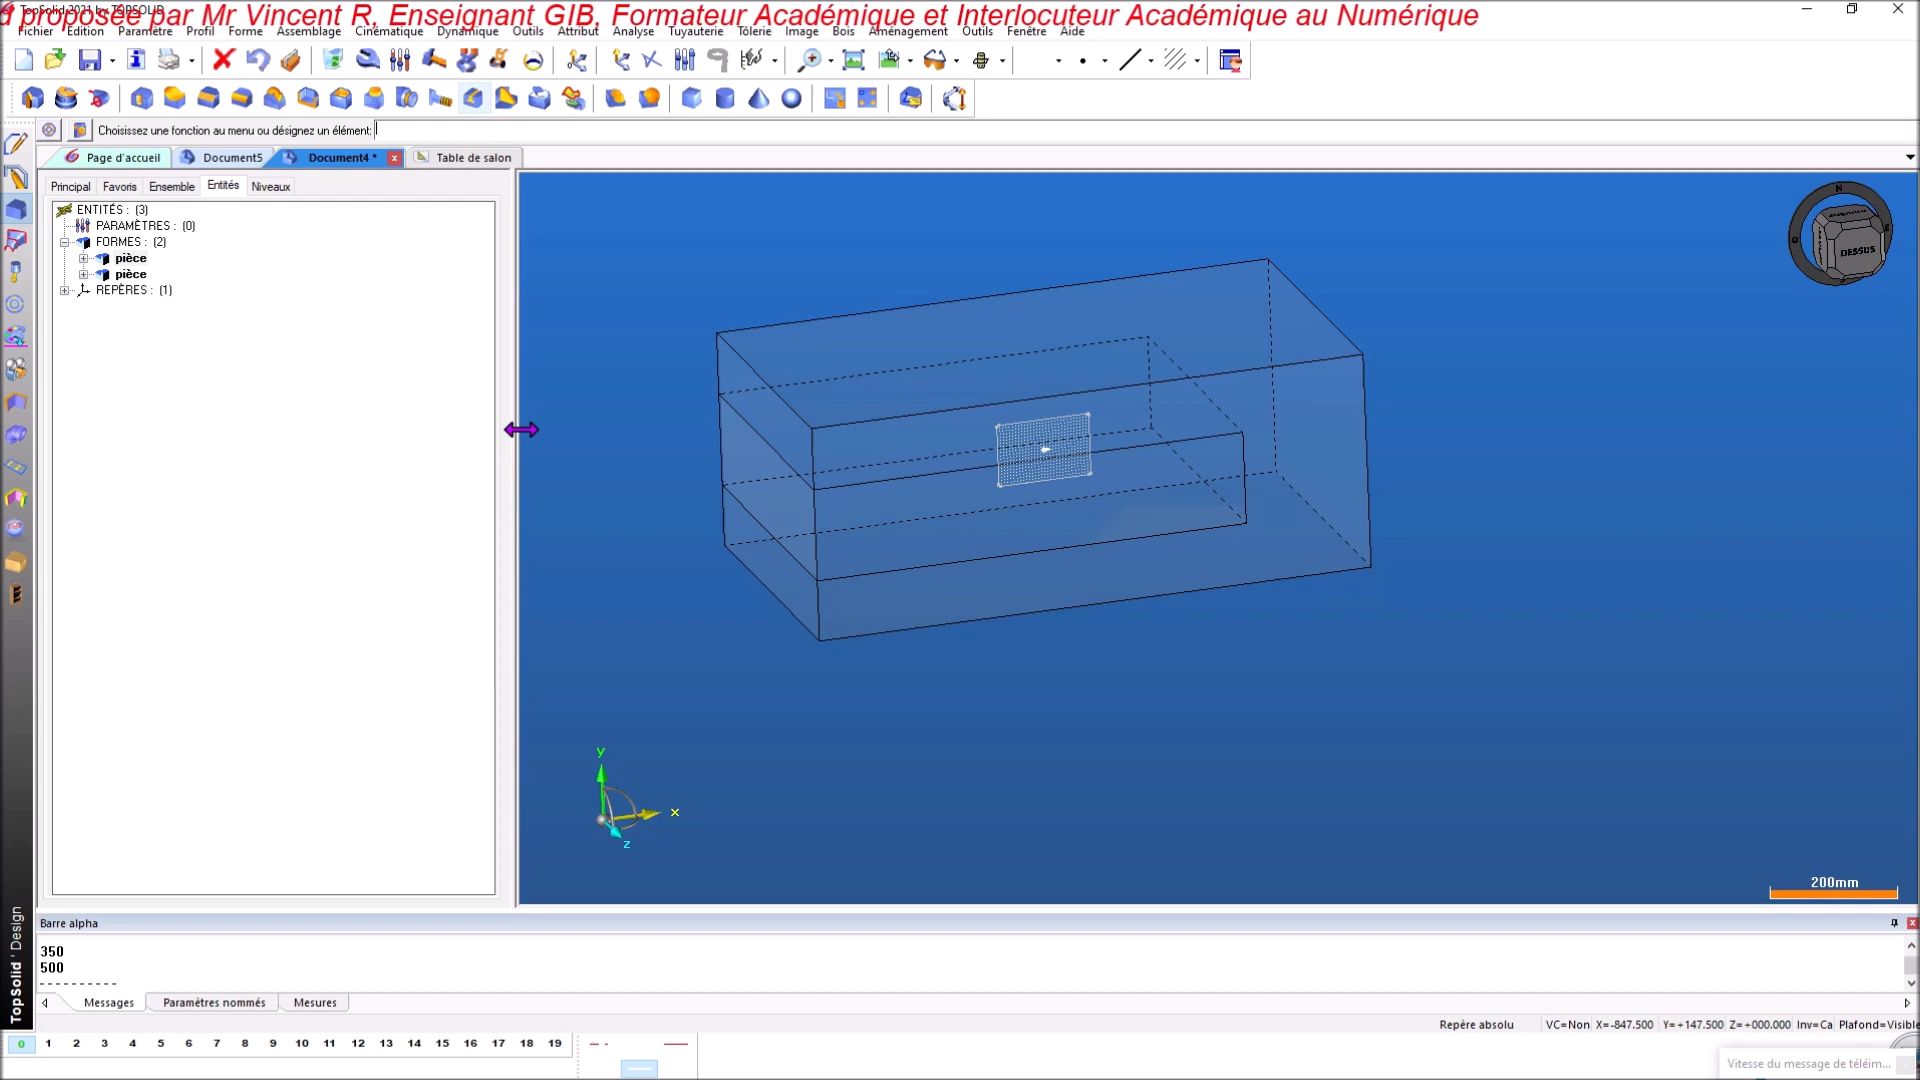 d proposée par Mr Vincent R, Enseignant GIB, Formateur Académique et Interlocuteur Académique au Numérique
TopSolid 2021 by TOPSOLID
Fichier Edition Paramètre Profil Forme Assemblage Cinématique Dynamique Outils Attribut Analyse Tuyauterie Tôlerie Image Bois Aménagement Outils Fenêtre Aide
Choisissez une fonction au menu ou désignez un élément:
Page d'accueil Document5 Document4 * Table de salon
Principal Favoris Ensemble Entités Niveaux
ENTITÉS : (3)
PARAMÈTRES : (0)
FORMES : (2)
pièce
pièce
REPÈRES : (1)
N
E
O
DESSUS
y
x
z
200mm
Barre alpha
350
500
-----------
Messages Paramètres nommés Mesures
Repère absolu VC=Non X=-847.500 Y=+147.500 Z=+000.000 Inv=Ca Plafond=Visible
0 1 2 3 4 5 6 7 8 9 10 11 12 13 14 15 16 17 18 19
Vitesse du message de téléim...
TopSolid ' Design